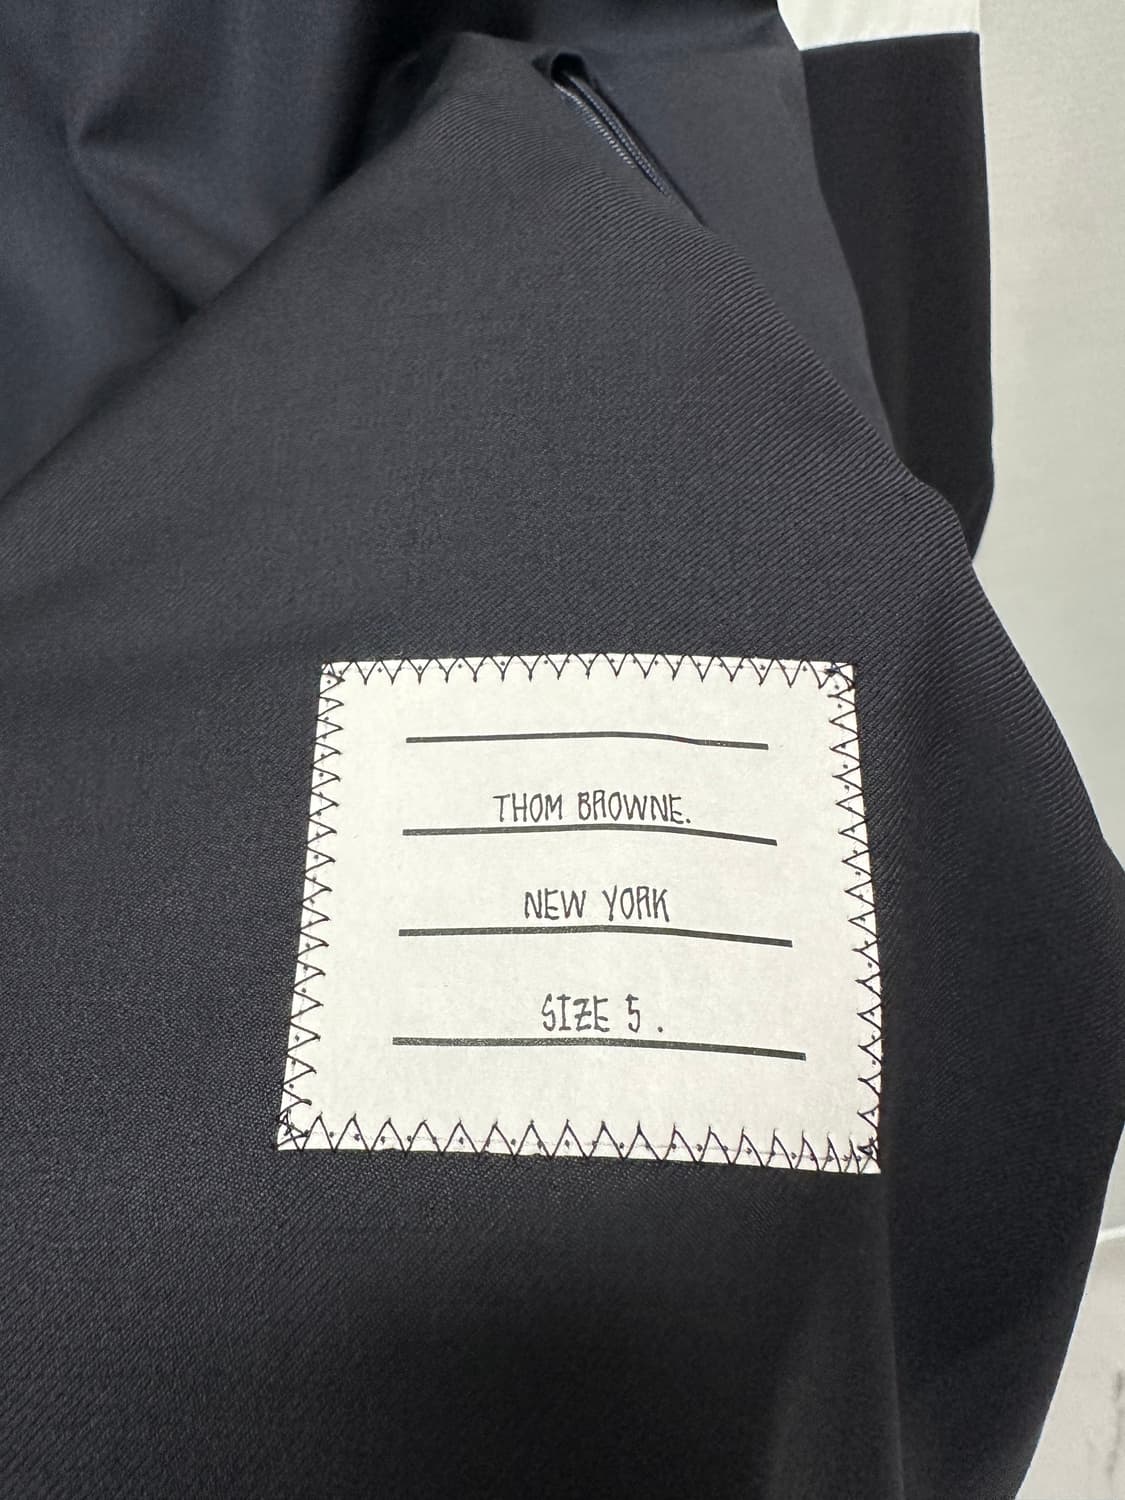 THOM BROWNE.
NEW YORK
SIZE 5 .